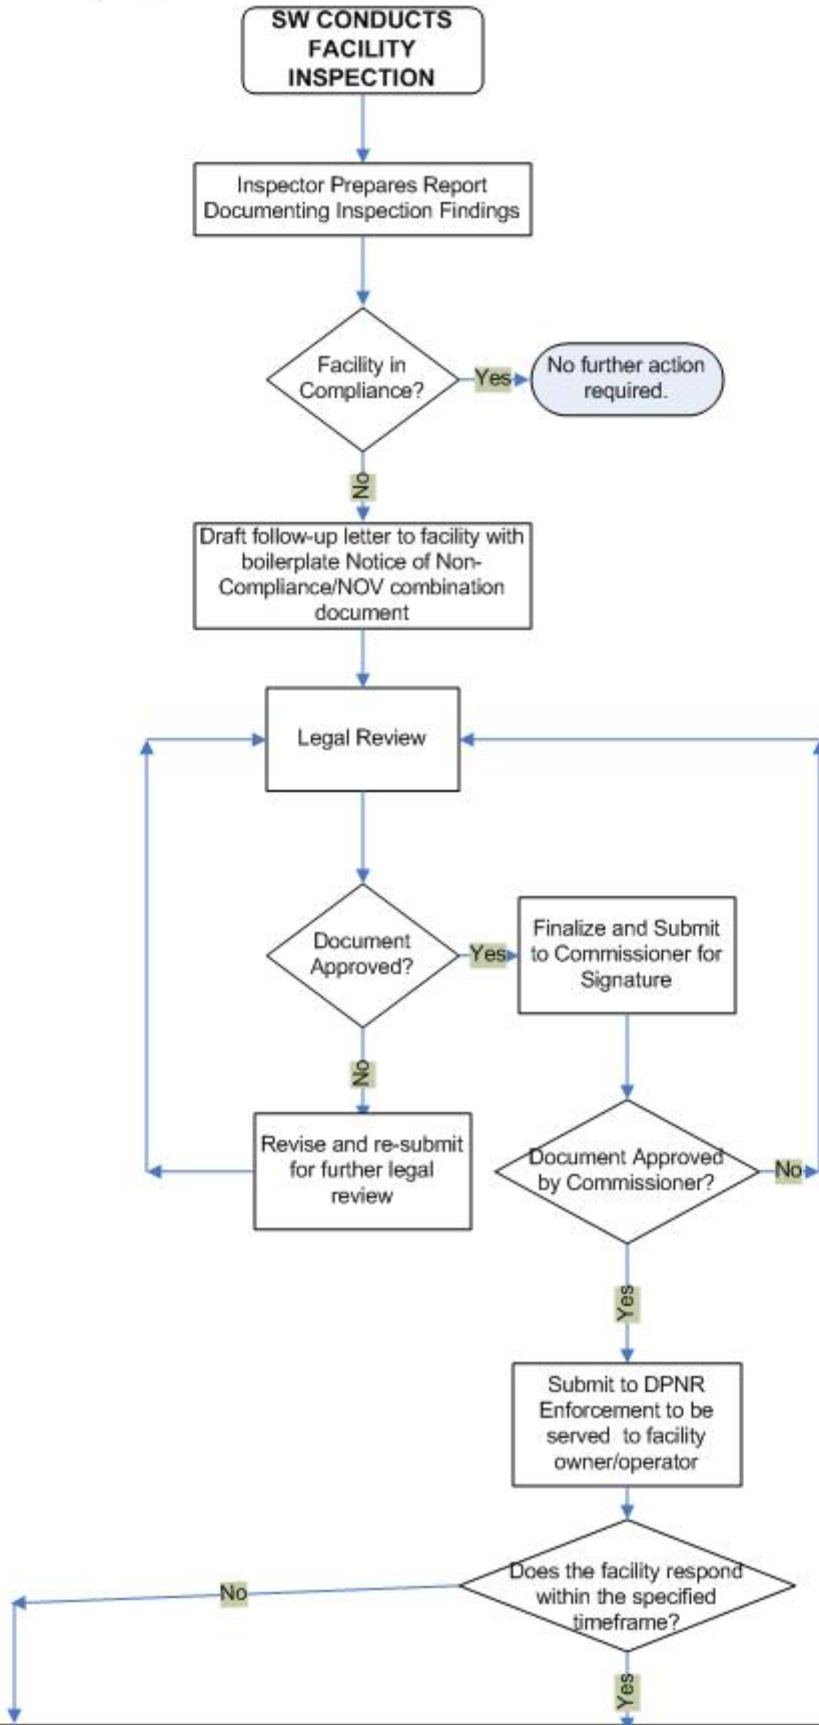 SW CONDUCTS
FACILITY
INSPECTION
Inspector Prepares Report
Documenting Inspection Findings
Facility in
Compliance?
Yes
No further action
required.
No
Draft follow-up letter to facility with
boilerplate Notice of Non-
Compliance/NOV combination
document
Legal Review
Document
Approved?
Yes
Finalize and Submit
to Commissioner for
Signature
No
Revise and re-submit
for further legal
review
Document Approved
by Commissioner?
No
Yes
Submit to DPNR
Enforcement to be
served to facility
owner/operator
Does the facility respond
within the specified
timeframe?
No
Yes